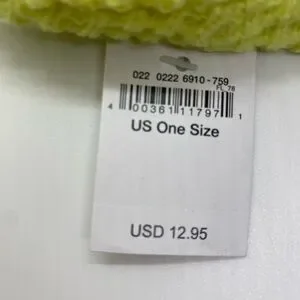 022 0222 6910-759
FL 78
4 00361 11797 1
US One Size
USD 12.95